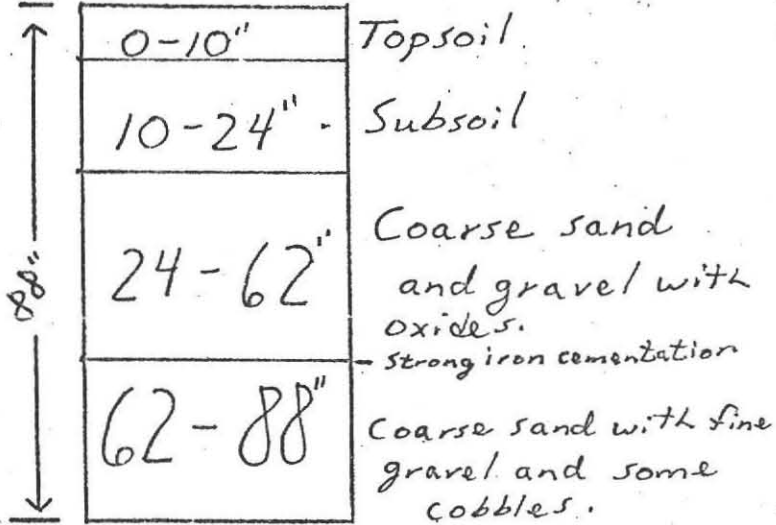 0-10" Topsoil.
10-24" - Subsoil
24-62" Coarse sand
and gravel with
oxides.
- strong iron cementation
62-88" Coarse sand with fine
gravel and some
cobbles.
88"